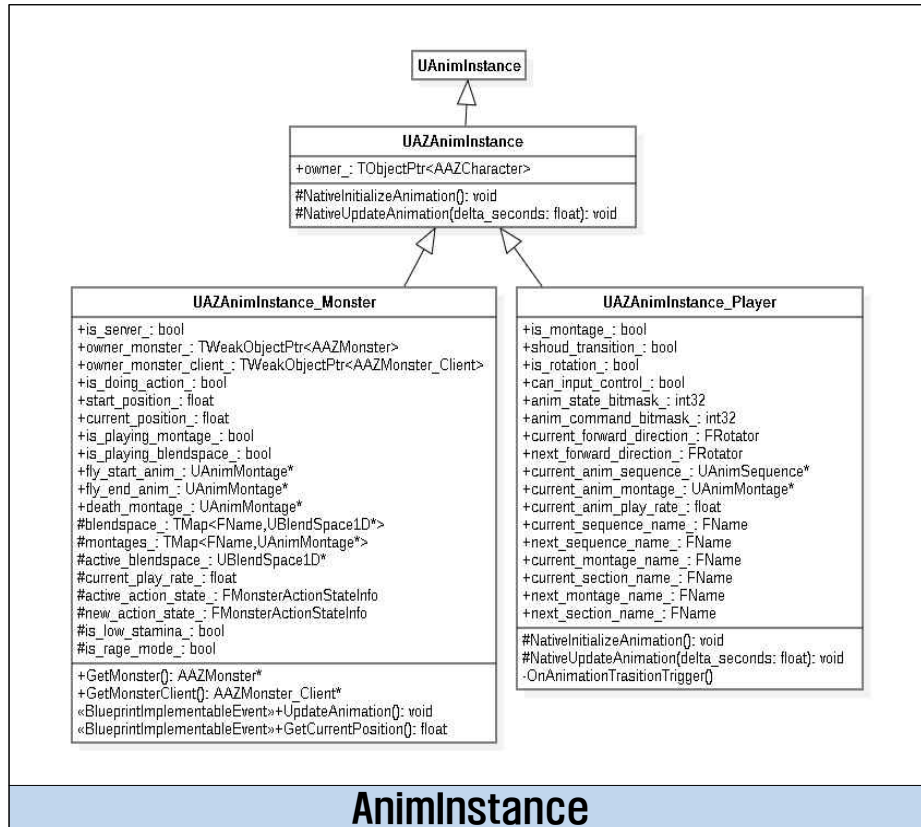 UAnimInstance
UAZAnimInstance
+owner_: TObjectPtr<AAZCharacter>
#NativeInitializeAnimation(): void
#NativeUpdateAnimation(delta_seconds: float): void
UAZAnimInstance_Monster
+is_server_: bool
+owner_monster_: TWeakObjectPtr<AAZMonster>
+owner_monster_client_: TWeakObjectPtr<AAZMonster_Client>
+is_doing_action_: bool
+start_position_: float
+current_position_: float
+is_playing_montage_: bool
+is_playing_blendspace_: bool
+fly_start_anim_: UAnimMontage*
+fly_end_anim_: UAnimMontage*
+death_montage_: UAnimMontage*
#blendspace_: TMap<FName,UBlendSpace1D*>
#montages_: TMap<FName,UAnimMontage*>
#active_blendspace_: UBlendSpace1D*
#current_play_rate_: float
#active_action_state_: FMonsterActionStateInfo
#new_action_state_: FMonsterActionStateInfo
#is_low_stamina_: bool
#is_rage_mode_: bool
+GetMonster(): AAZMonster*
+GetMonsterClient(): AAZMonster_Client*
«BlueprintImplementableEvent»+UpdateAnimation(): void
«BlueprintImplementableEvent»+GetCurrentPosition(): float
UAZAnimInstance_Player
+is_montage_: bool
+shoud_transition_: bool
+is_rotation_: bool
+can_input_control_: bool
+anim_state_bitmask_: int32
+anim_command_bitmask_: int32
+current_forward_direction_: FRotator
+next_forward_direction_: FRotator
+current_anim_sequence_: UAnimSequence*
+current_anim_montage_: UAnimMontage*
+current_anim_play_rate_: float
+current_sequence_name_: FName
+next_sequence_name_: FName
+current_montage_name_: FName
+current_section_name_: FName
+next_montage_name_: FName
+next_section_name_: FName
#NativeInitializeAnimation(): void
#NativeUpdateAnimation(delta_seconds: float): void
-OnAnimationTrasitionTrigger()
AnimInstance